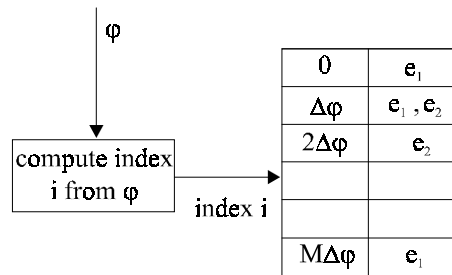 φ
compute index
i from φ
index i
0 e₁
Δφ e₁ , e₂
2Δφ e₂
MΔφ e₁